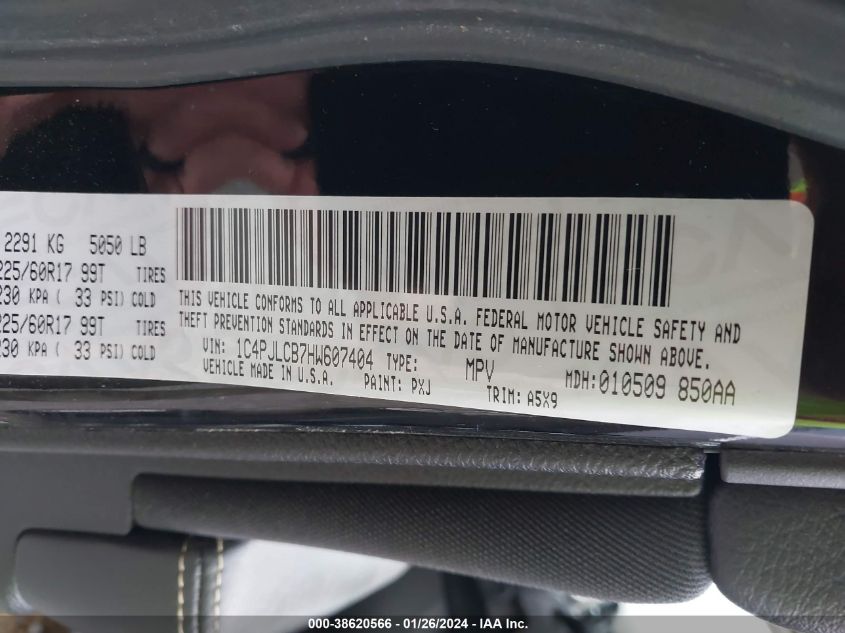 2291 KG 5050 LB
225/60R17 99T TIRES
230 KPA ( 33 PSI) COLD
225/60R17 99T TIRES
230 KPA ( 33 PSI) COLD
THIS VEHICLE CONFORMS TO ALL APPLICABLE U.S.A. FEDERAL MOTOR VEHICLE SAFETY AND
THEFT PREVENTION STANDARDS IN EFFECT ON THE DATE OF MANUFACTURE SHOWN ABOVE.
VIN: 1C4PJLCB7HW607404 TYPE: MPV MDH: 010509 850AA
VEHICLE MADE IN U.S.A. PAINT: PXJ TRIM: A5X9
000-38620566 - 01/26/2024 - IAA Inc.